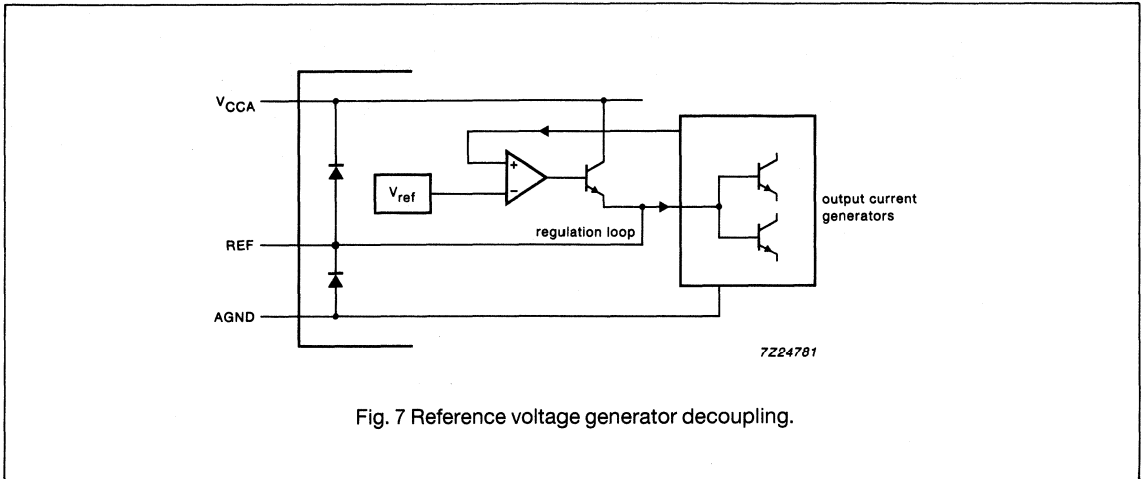 V_CCA
+
V_ref
−
output current
generators
regulation loop
REF
AGND
7Z24781
Fig. 7 Reference voltage generator decoupling.